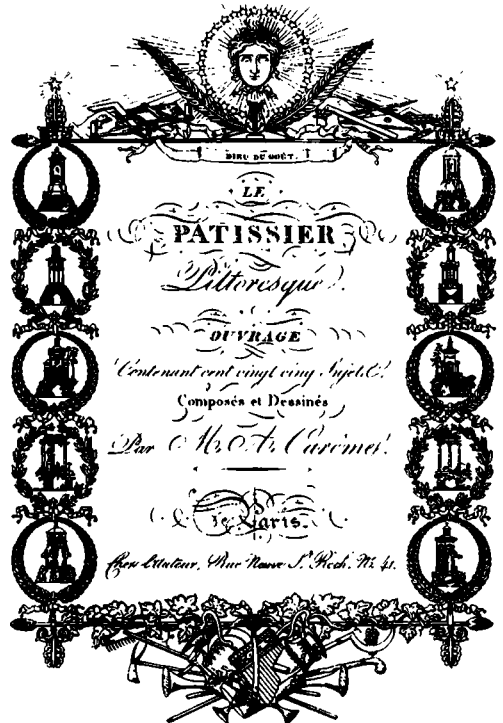 DIEU DU GOÛT.
LE
PÂTISSIER
Pittoresque.
OUVRAGE
Contenant cent vingt cinq Sujets.
Composés et Dessinés
Par M. A. Carême.
Paris.
Chez l'Auteur, Rue Neuve St. Roch. N. 41.